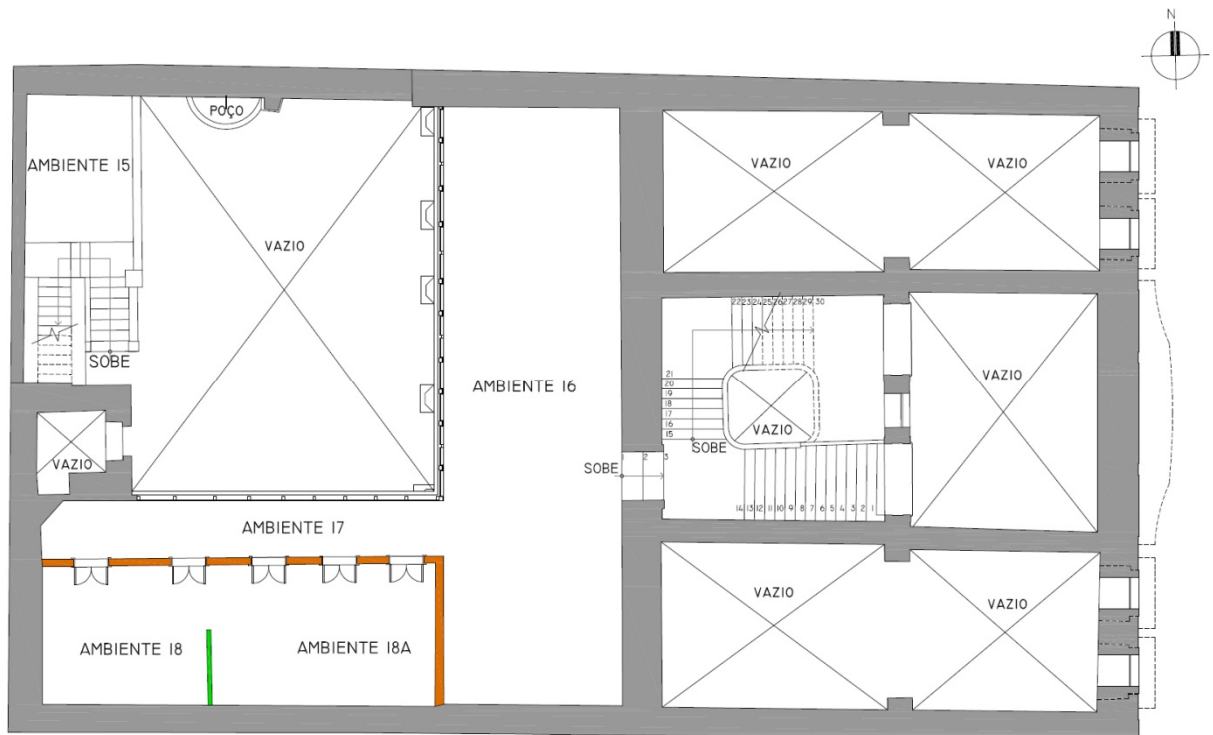 N
POÇO
AMBIENTE 15
VAZIO
VAZIO
VAZIO
22 23 24 25 26 27 28 29 30
SOBE
AMBIENTE 16
21
20
19
18
17
16
15
VAZIO
VAZIO
SOBE
VAZIO
SOBE
1 2 3
14 13 12 11 10 9 8 7 6 5 4 3 2 1
AMBIENTE 17
VAZIO
VAZIO
AMBIENTE 18
AMBIENTE 18A